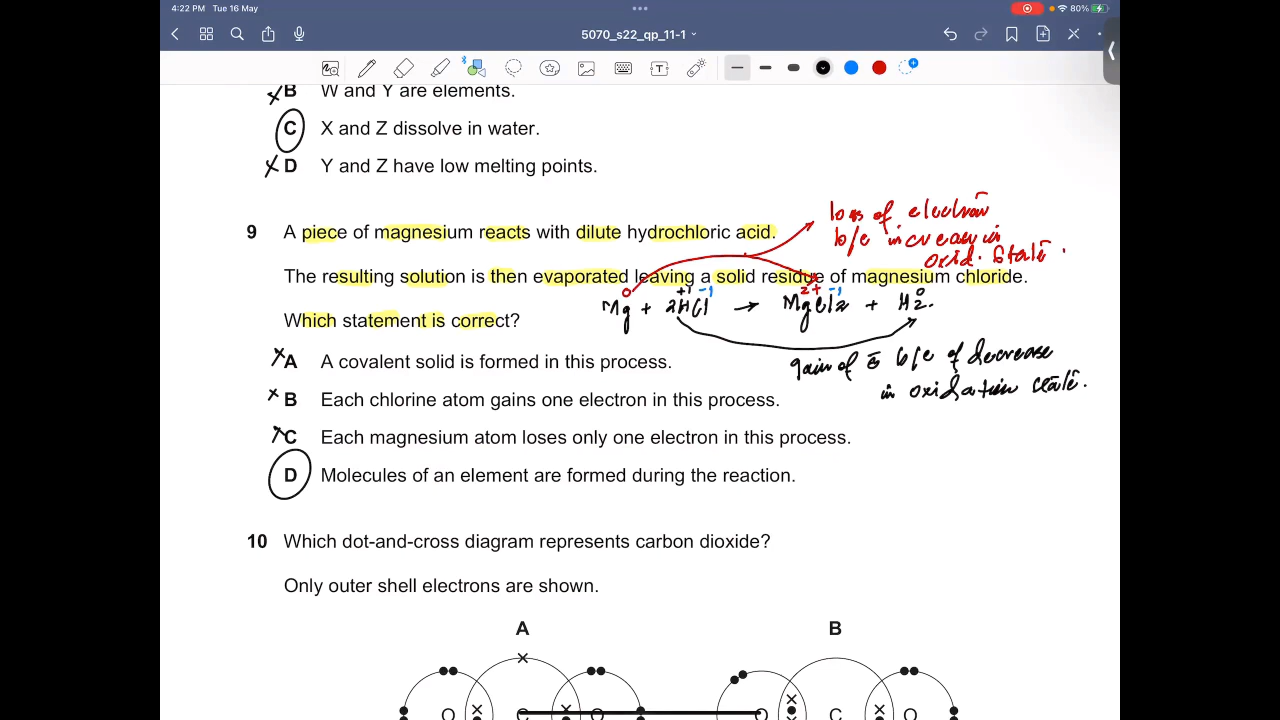 4:22 PM Tue 16 May
80%
5070_s22_qp_11-1
B W and Y are elements.
C X and Z dissolve in water.
D Y and Z have low melting points.
loss of electron
b/c increase in
oxid. state.
9 A piece of magnesium reacts with dilute hydrochloric acid.
The resulting solution is then evaporated leaving a solid residue of magnesium chloride.
0 +1 -1 2+ -1 0
Mg + 2HCl → MgCl2 + H2.
Which statement is correct?
gain of ē b/c of decrease
in oxidation state.
A A covalent solid is formed in this process.
B Each chlorine atom gains one electron in this process.
C Each magnesium atom loses only one electron in this process.
D Molecules of an element are formed during the reaction.
10 Which dot-and-cross diagram represents carbon dioxide?
Only outer shell electrons are shown.
A B
O C O O C O